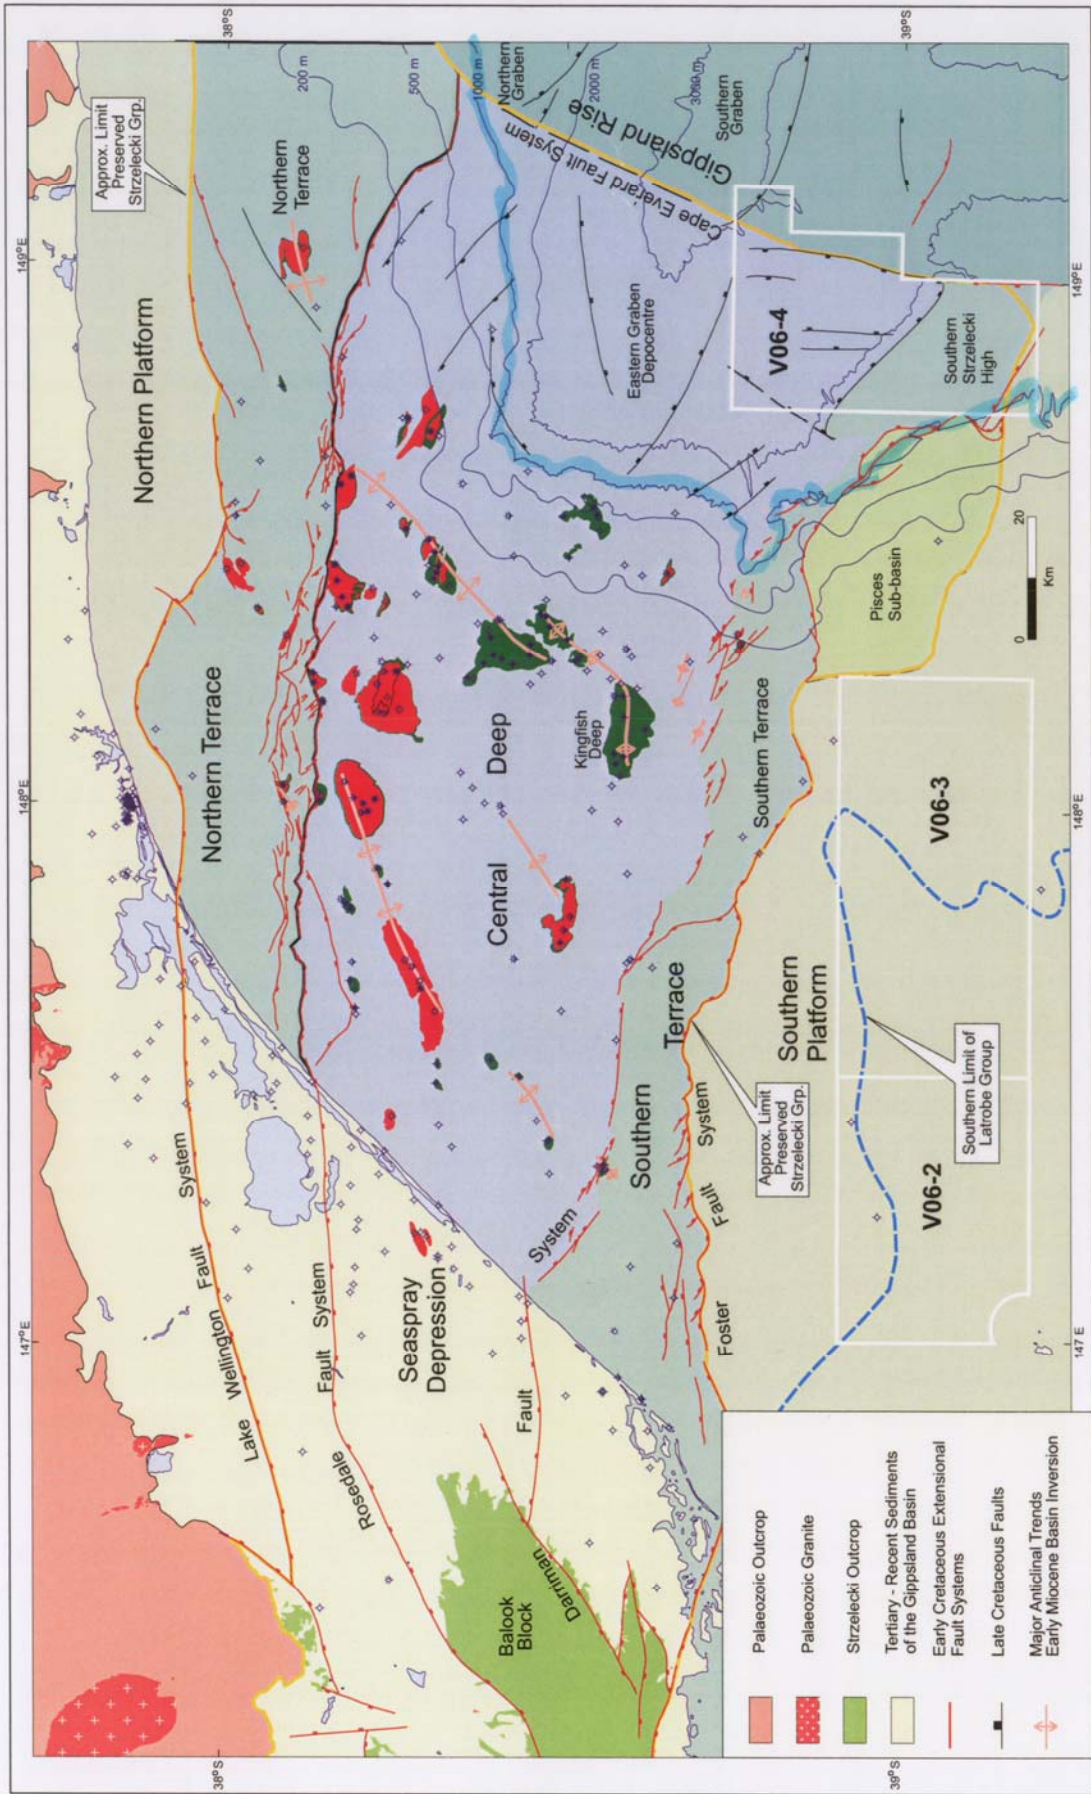 38°S
39°S
149°E
148°E
147°E
Approx. Limit
Preserved
Strzelecki Grp.
Northern Platform
Northern
Terrace
200 m
500 m
1000 m
2000 m
3000 m
Northern
Graben
Gippsland Rise
Southern
Graben
Cape Everard Fault System
Eastern Graben
Depocentre
V06-4
Southern
Strzelecki
High
Northern Terrace
Central Deep
Kingfish
Deep
Pisces
Sub-basin
0 20
Km
Southern Terrace
V06-3
Southern
Platform
Southern Terrace
Approx. Limit
Preserved
Strzelecki Grp.
Southern Limit of
Latrobe Group
V06-2
Lake Wellington Fault System
Rosedale Fault System
Seaspray
Depression
Darriman Fault System
Foster Fault System
Balook
Block
38°S
39°S
149°E
148°E
147 E
Palaeozoic Outcrop
Palaeozoic Granite
Strzelecki Outcrop
Tertiary - Recent Sediments
of the Gippsland Basin
Early Cretaceous Extensional
Fault Systems
Late Cretaceous Faults
Major Anticlinal Trends
Early Miocene Basin Inversion